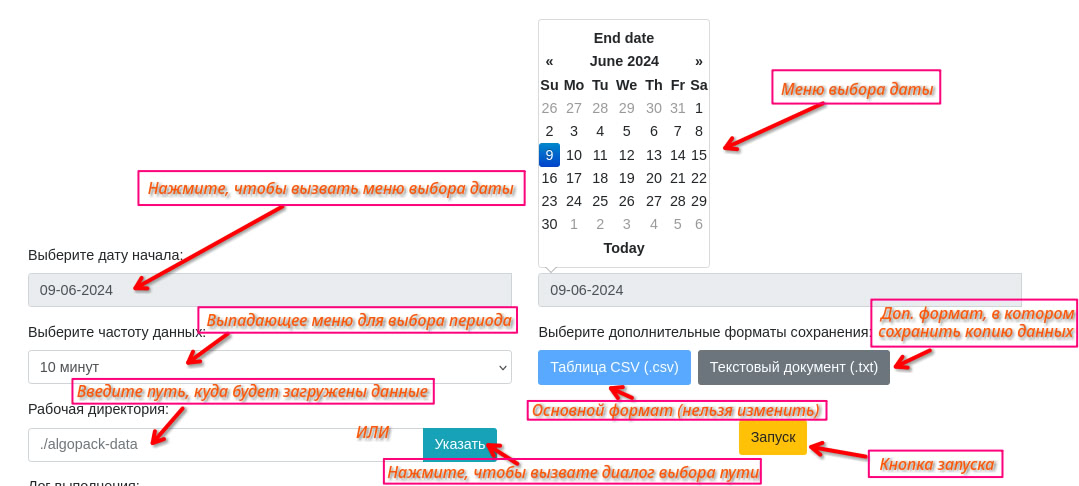 End date
« June 2024 »
Su Mo Tu We Th Fr Sa
26 27 28 29 30 31 1
2 3 4 5 6 7 8
9 10 11 12 13 14 15
16 17 18 19 20 21 22
23 24 25 26 27 28 29
30 1 2 3 4 5 6
Today
Меню выбора даты
Нажмите, чтобы вызвать меню выбора даты
Выберите дату начала:
09-06-2024
09-06-2024
Выпадающее меню для выбора периода
Доп. формат, в котором
сохранить копию данных
Выберите частоту данных:
Выберите дополнительные форматы сохранения:
10 минут
Таблица CSV (.csv)
Текстовый документ (.txt)
Введите путь, куда будет загружены данные
Основной формат (нельзя изменить)
Рабочая директория:
./algopack-data
ИЛИ
Указать
Запуск
Кнопка запуска
Нажмите, чтобы вызвате диалог выбора пути
Лог выполнения: